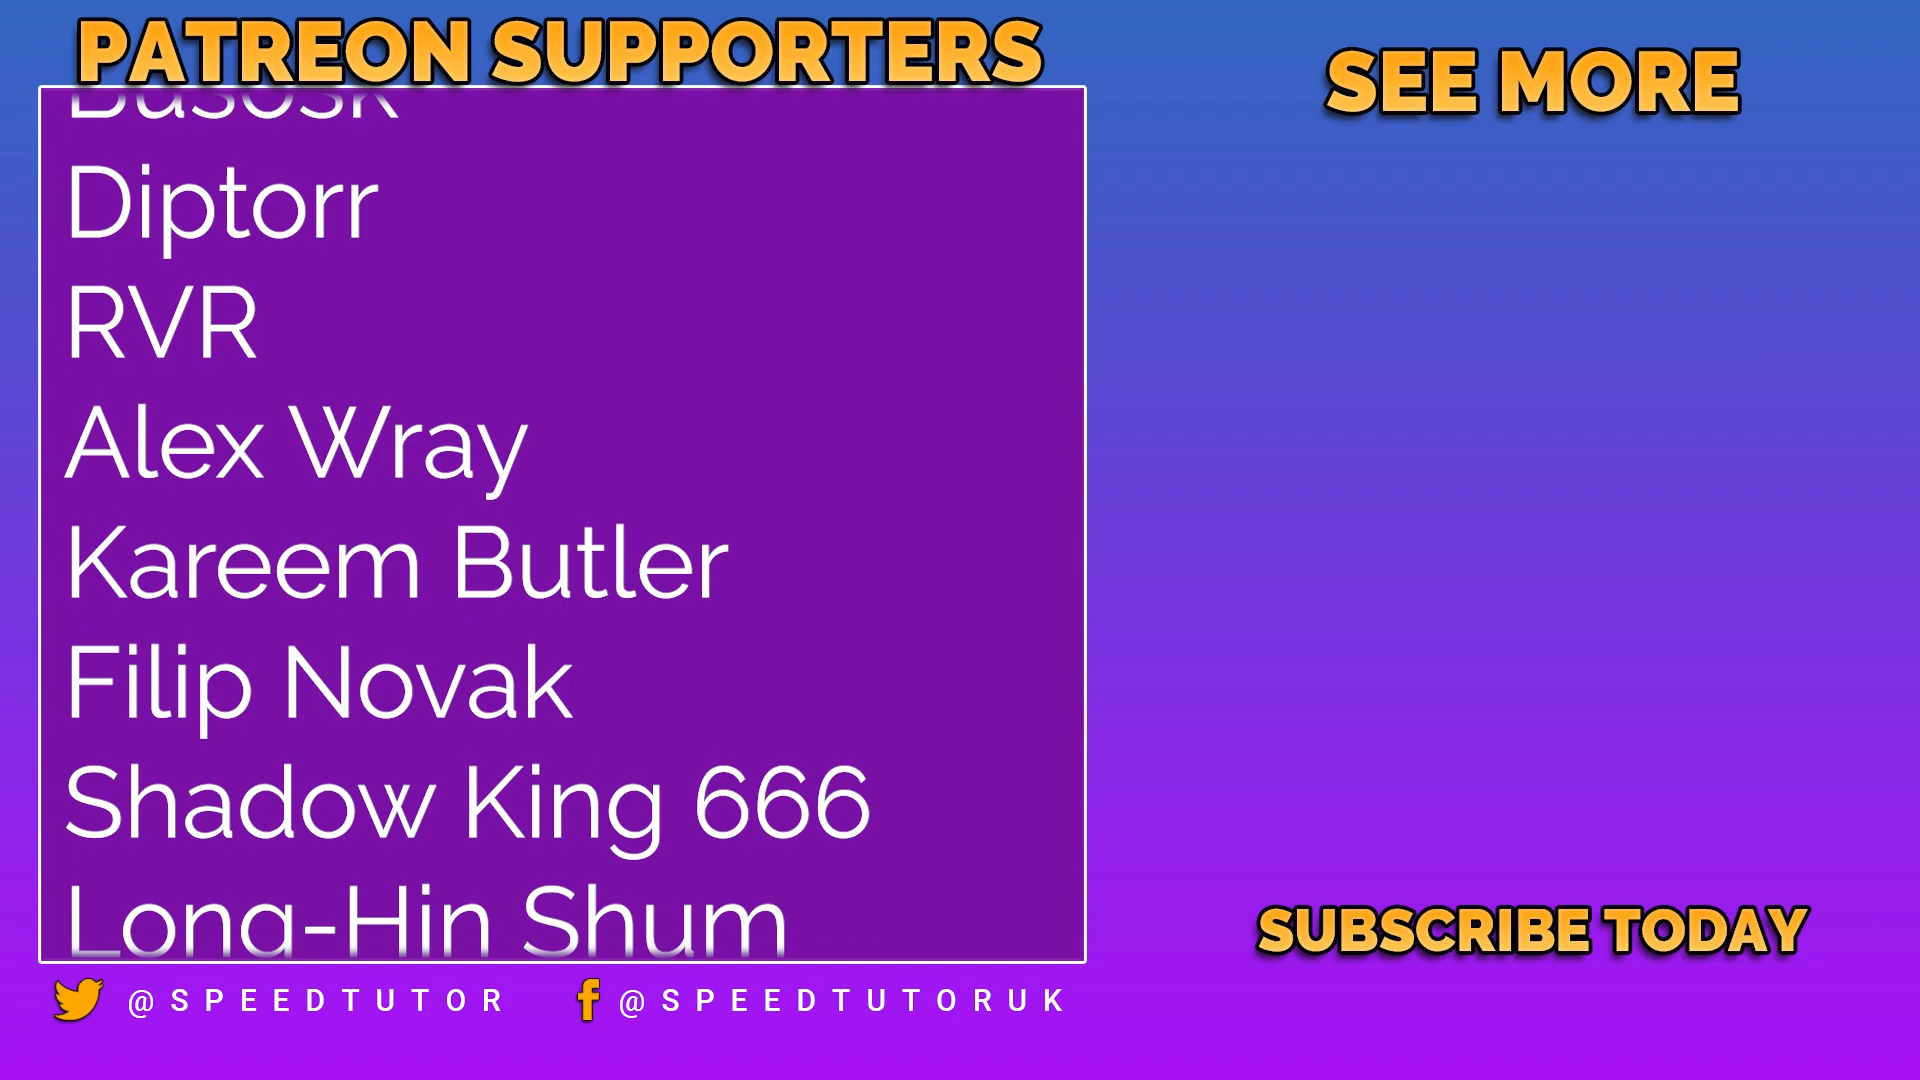 PATREON SUPPORTERS
Diptorr
RVR
Alex Wray
Kareem Butler
Filip Novak
Shadow King 666
Long-Hin Shum
@SPEEDTUTOR
@SPEEDTUTORUK
SEE MORE
SUBSCRIBE TODAY